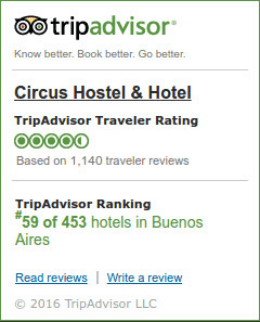 tripadvisor®
Know better. Book better. Go better.
Circus Hostel & Hotel
TripAdvisor Traveler Rating
Based on 1,140 traveler reviews
TripAdvisor Ranking
#59 of 453 hotels in Buenos
Aires
Read reviews | Write a review
© 2016 TripAdvisor LLC